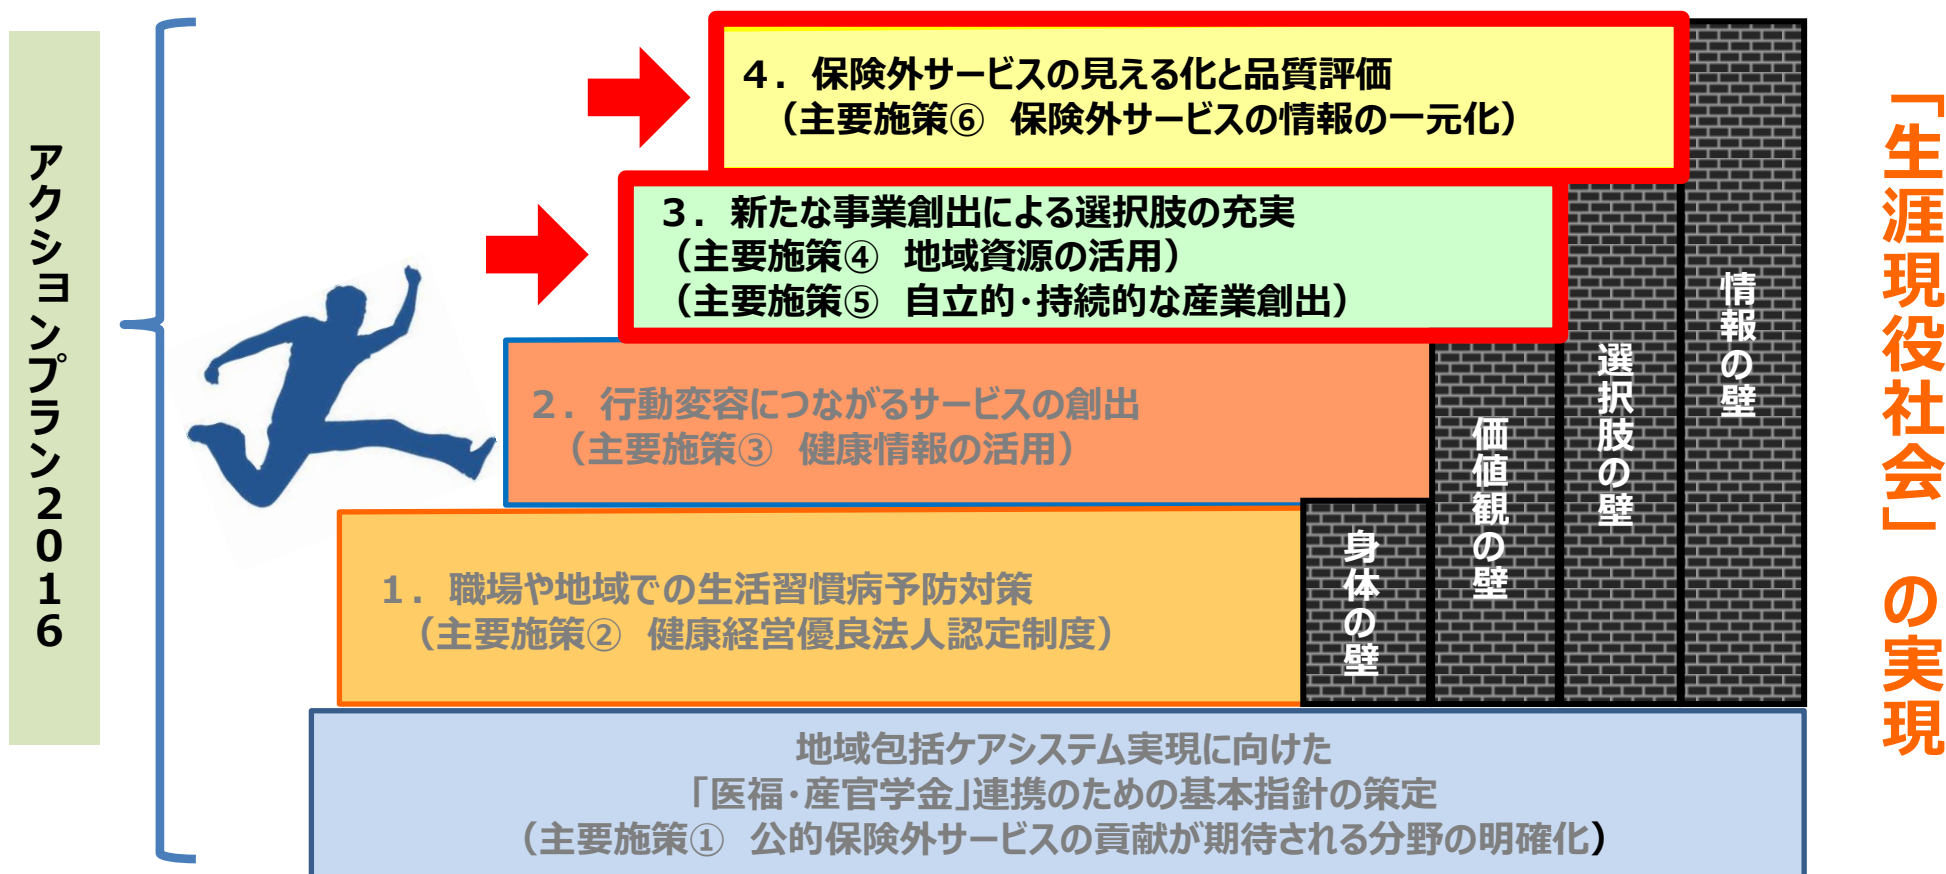 アクションプラン2016
4．保険外サービスの見える化と品質評価
（主要施策⑥　保険外サービスの情報の一元化）
3．新たな事業創出による選択肢の充実
（主要施策④　地域資源の活用）
（主要施策⑤　自立的・持続的な産業創出）
2．行動変容につながるサービスの創出
（主要施策③　健康情報の活用）
1．職場や地域での生活習慣病予防対策
（主要施策②　健康経営優良法人認定制度）
身体の壁
価値観の壁
選択肢の壁
情報の壁
地域包括ケアシステム実現に向けた
「医福・産官学金」連携のための基本指針の策定
（主要施策①　公的保険外サービスの貢献が期待される分野の明確化）
「生涯現役社会」の実現